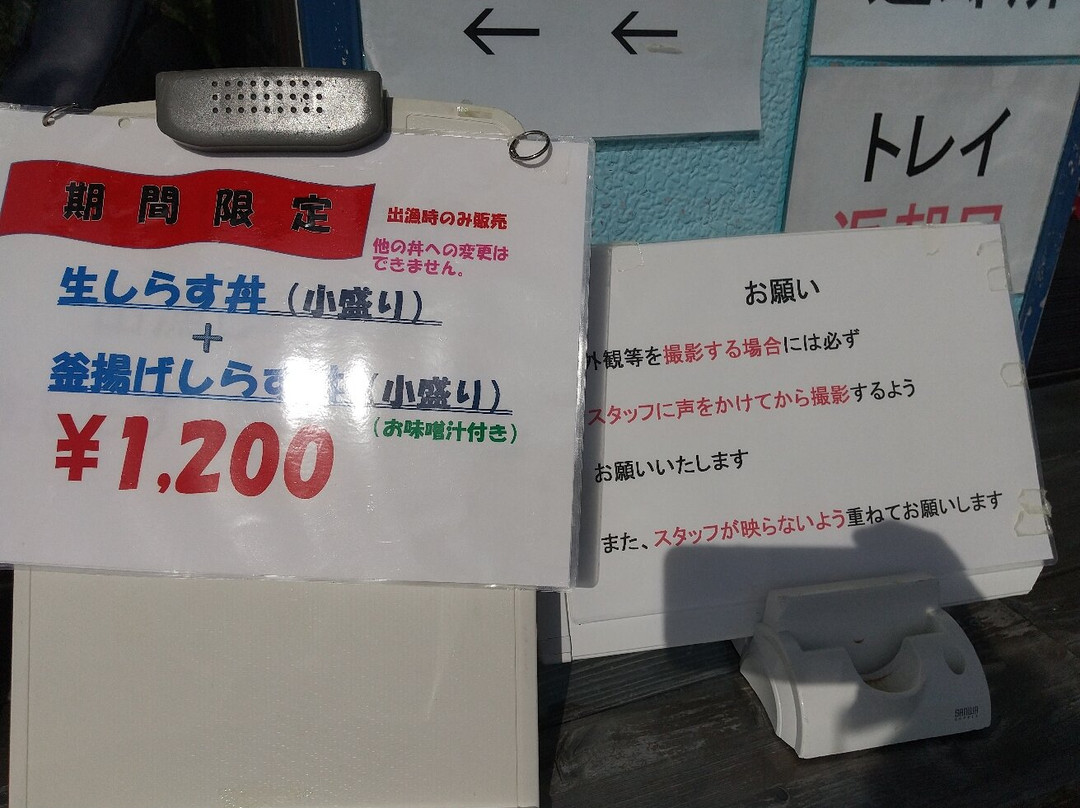 期間限定
出漁時のみ販売
他の丼への変更は
できません。
生しらす丼(小盛り)
+
釜揚げしらす丼(小盛り)
(お味噌汁付き)
¥1,200
← ←
トレイ
お願い
外観等を撮影する場合には必ず
スタッフに声をかけてから撮影するよう
お願いいたします
また、スタッフが映らないよう重ねてお願いします
SANWA